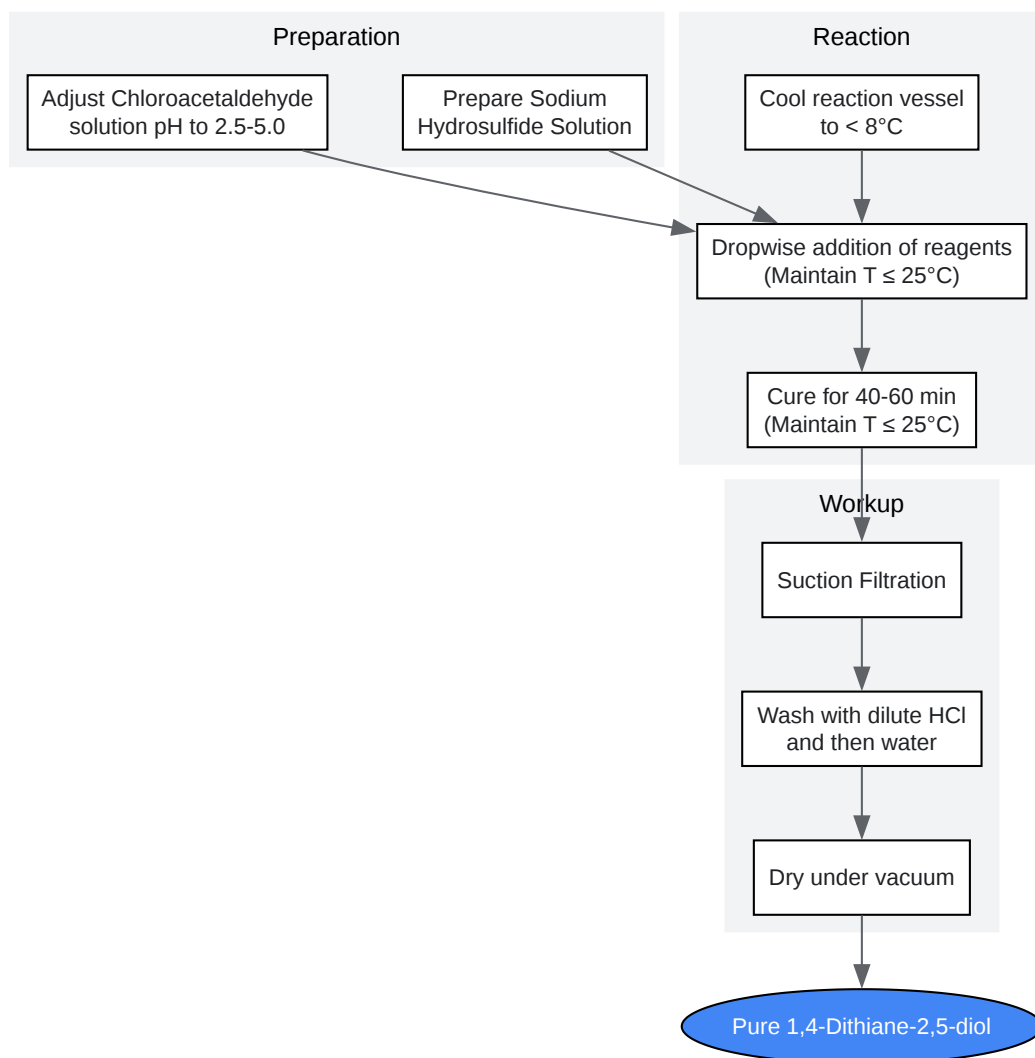 Preparation
Adjust Chloroacetaldehyde
solution pH to 2.5-5.0
Prepare Sodium
Hydrosulfide Solution
Reaction
Cool reaction vessel
to < 8°C
Dropwise addition of reagents
(Maintain T ≤ 25°C)
Cure for 40-60 min
(Maintain T ≤ 25°C)
Workup
Suction Filtration
Wash with dilute HCl
and then water
Dry under vacuum
Pure 1,4-Dithiane-2,5-diol